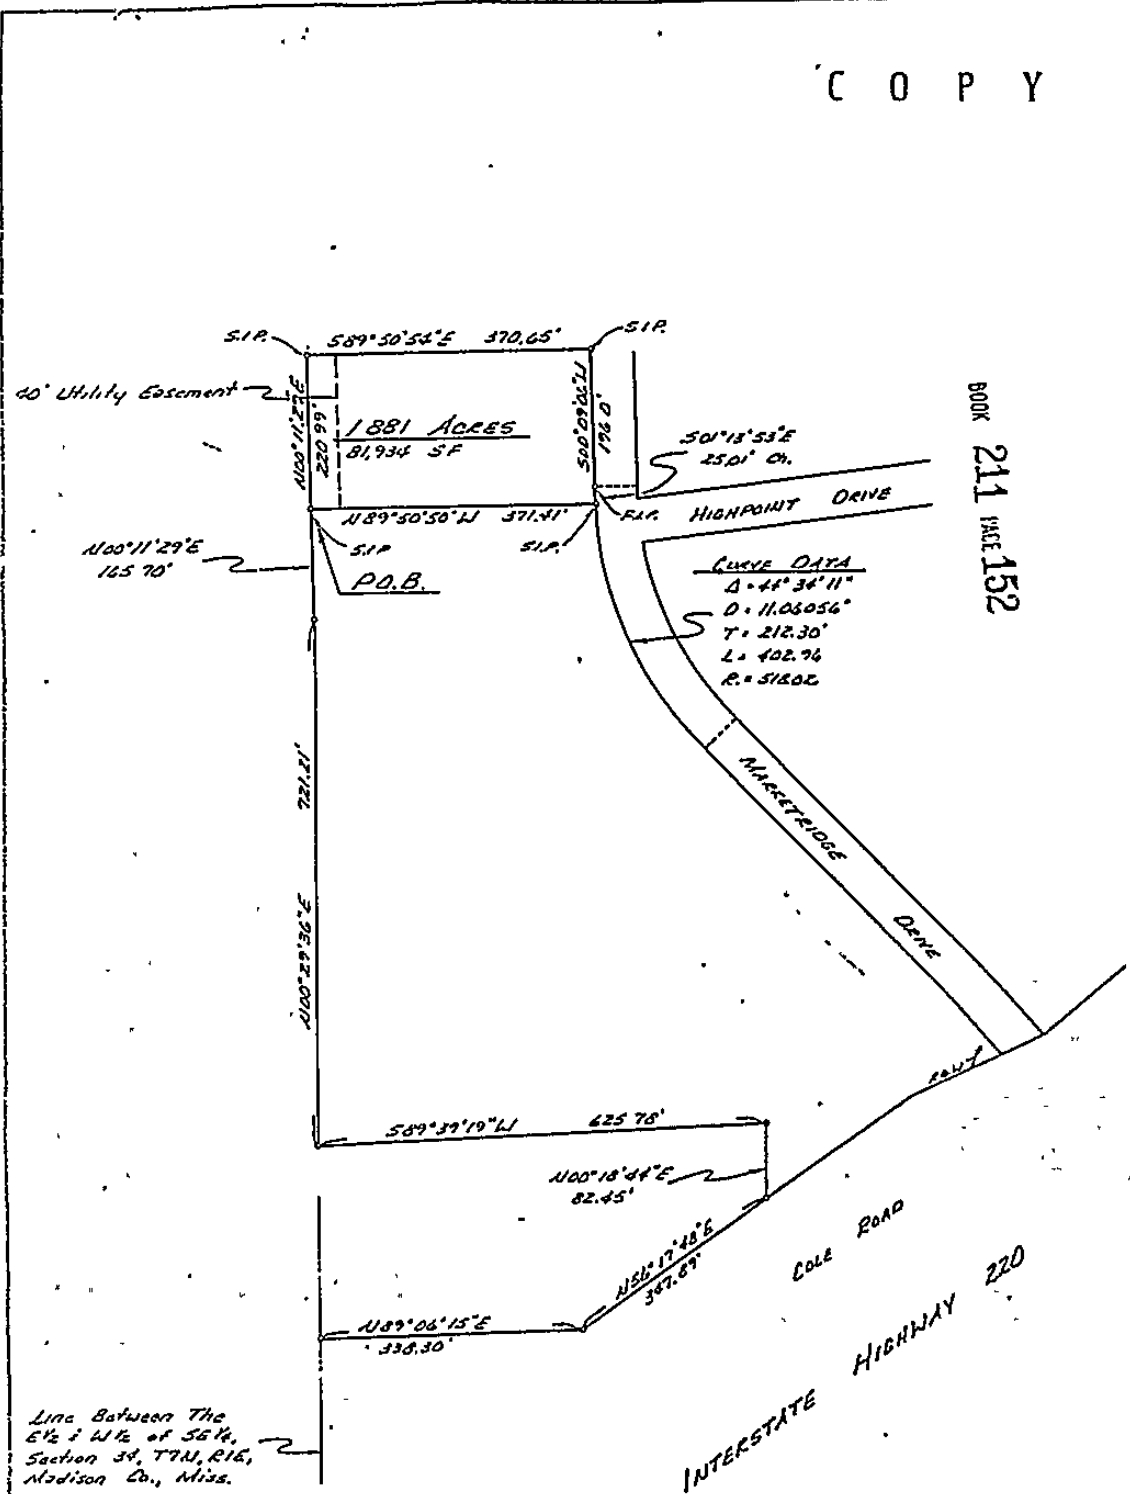 C O P Y
S.I.P.
S89°50'54"E 370.65'
S.I.P.
40' Utility Easement
N00°11'29"E
220.99'
1 881 ACRES
81,934 SF
S00°09'06"W
196.0'
S01°13'53"E
25.01' Ch.
BOOK 211 PAGE 152
N89°50'50"W 371.41'
F.I.P.
HIGHPOINT DRIVE
N00°11'29"E
165 70'
S.I.P
S.I.P.
P.O.B.
CURVE DATA
Δ = 44° 34' 11"
D = 11.06056°
T = 212.30'
L = 402.96
R = 518.02
721.21'
N00°29'36"E
MARKETRIDGE
DRIVE
R.O.W.
S89°39'19"W 625 78'
N00°18'44"E
82.45'
N56°17'48"E
347.89'
COLE ROAD
N89°06'15"E
338.30'
INTERSTATE HIGHWAY 220
Line Between The
E½ & W½ of SE¼,
Section 34, T7N, R1E,
Madison Co., Miss.